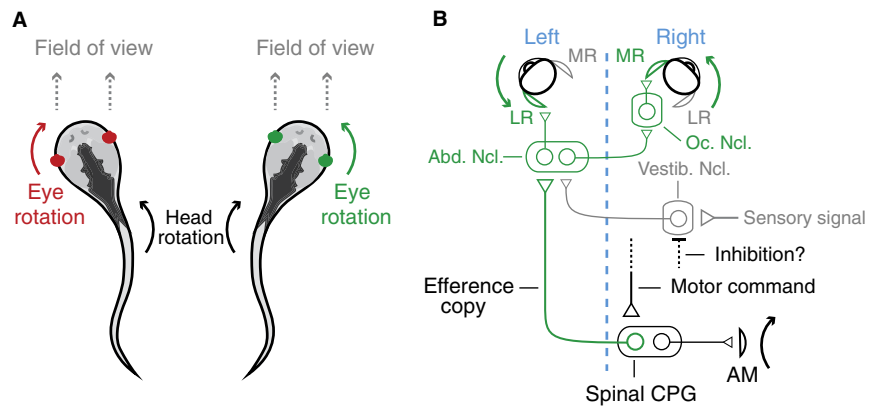 A
Field of view
Field of view
Eye
rotation
Head
rotation
Eye
rotation
B
Left
Right
MR
MR
LR
LR
Abd. Ncl.
Oc. Ncl.
Vestib. Ncl.
Sensory signal
Inhibition?
Efference
copy
Motor command
AM
Spinal CPG